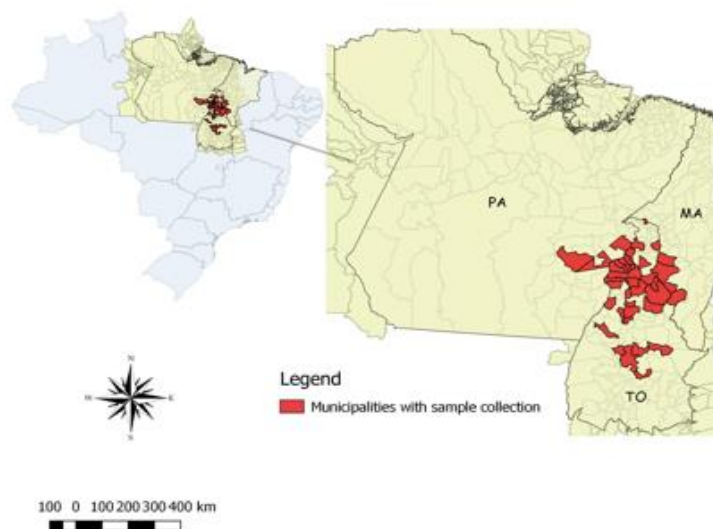 PA
MA
TO
N
W E
S
Legend
Municipalities with sample collection
100 0 100 200 300 400 km